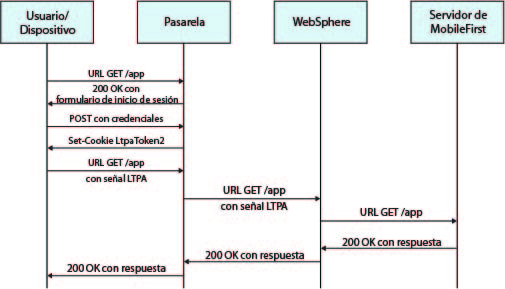 Usuario/
Dispositivo
Pasarela
WebSphere
Servidor de
MobileFirst
URL GET /app
200 OK con
formulario de inicio de sesión
POST con credenciales
Set-Cookie LtpaToken2
URL GET /app
con señal LTPA
URL GET /app
con señal LTPA
URL GET /app
200 OK con respuesta
200 OK con respuesta
200 OK con respuesta